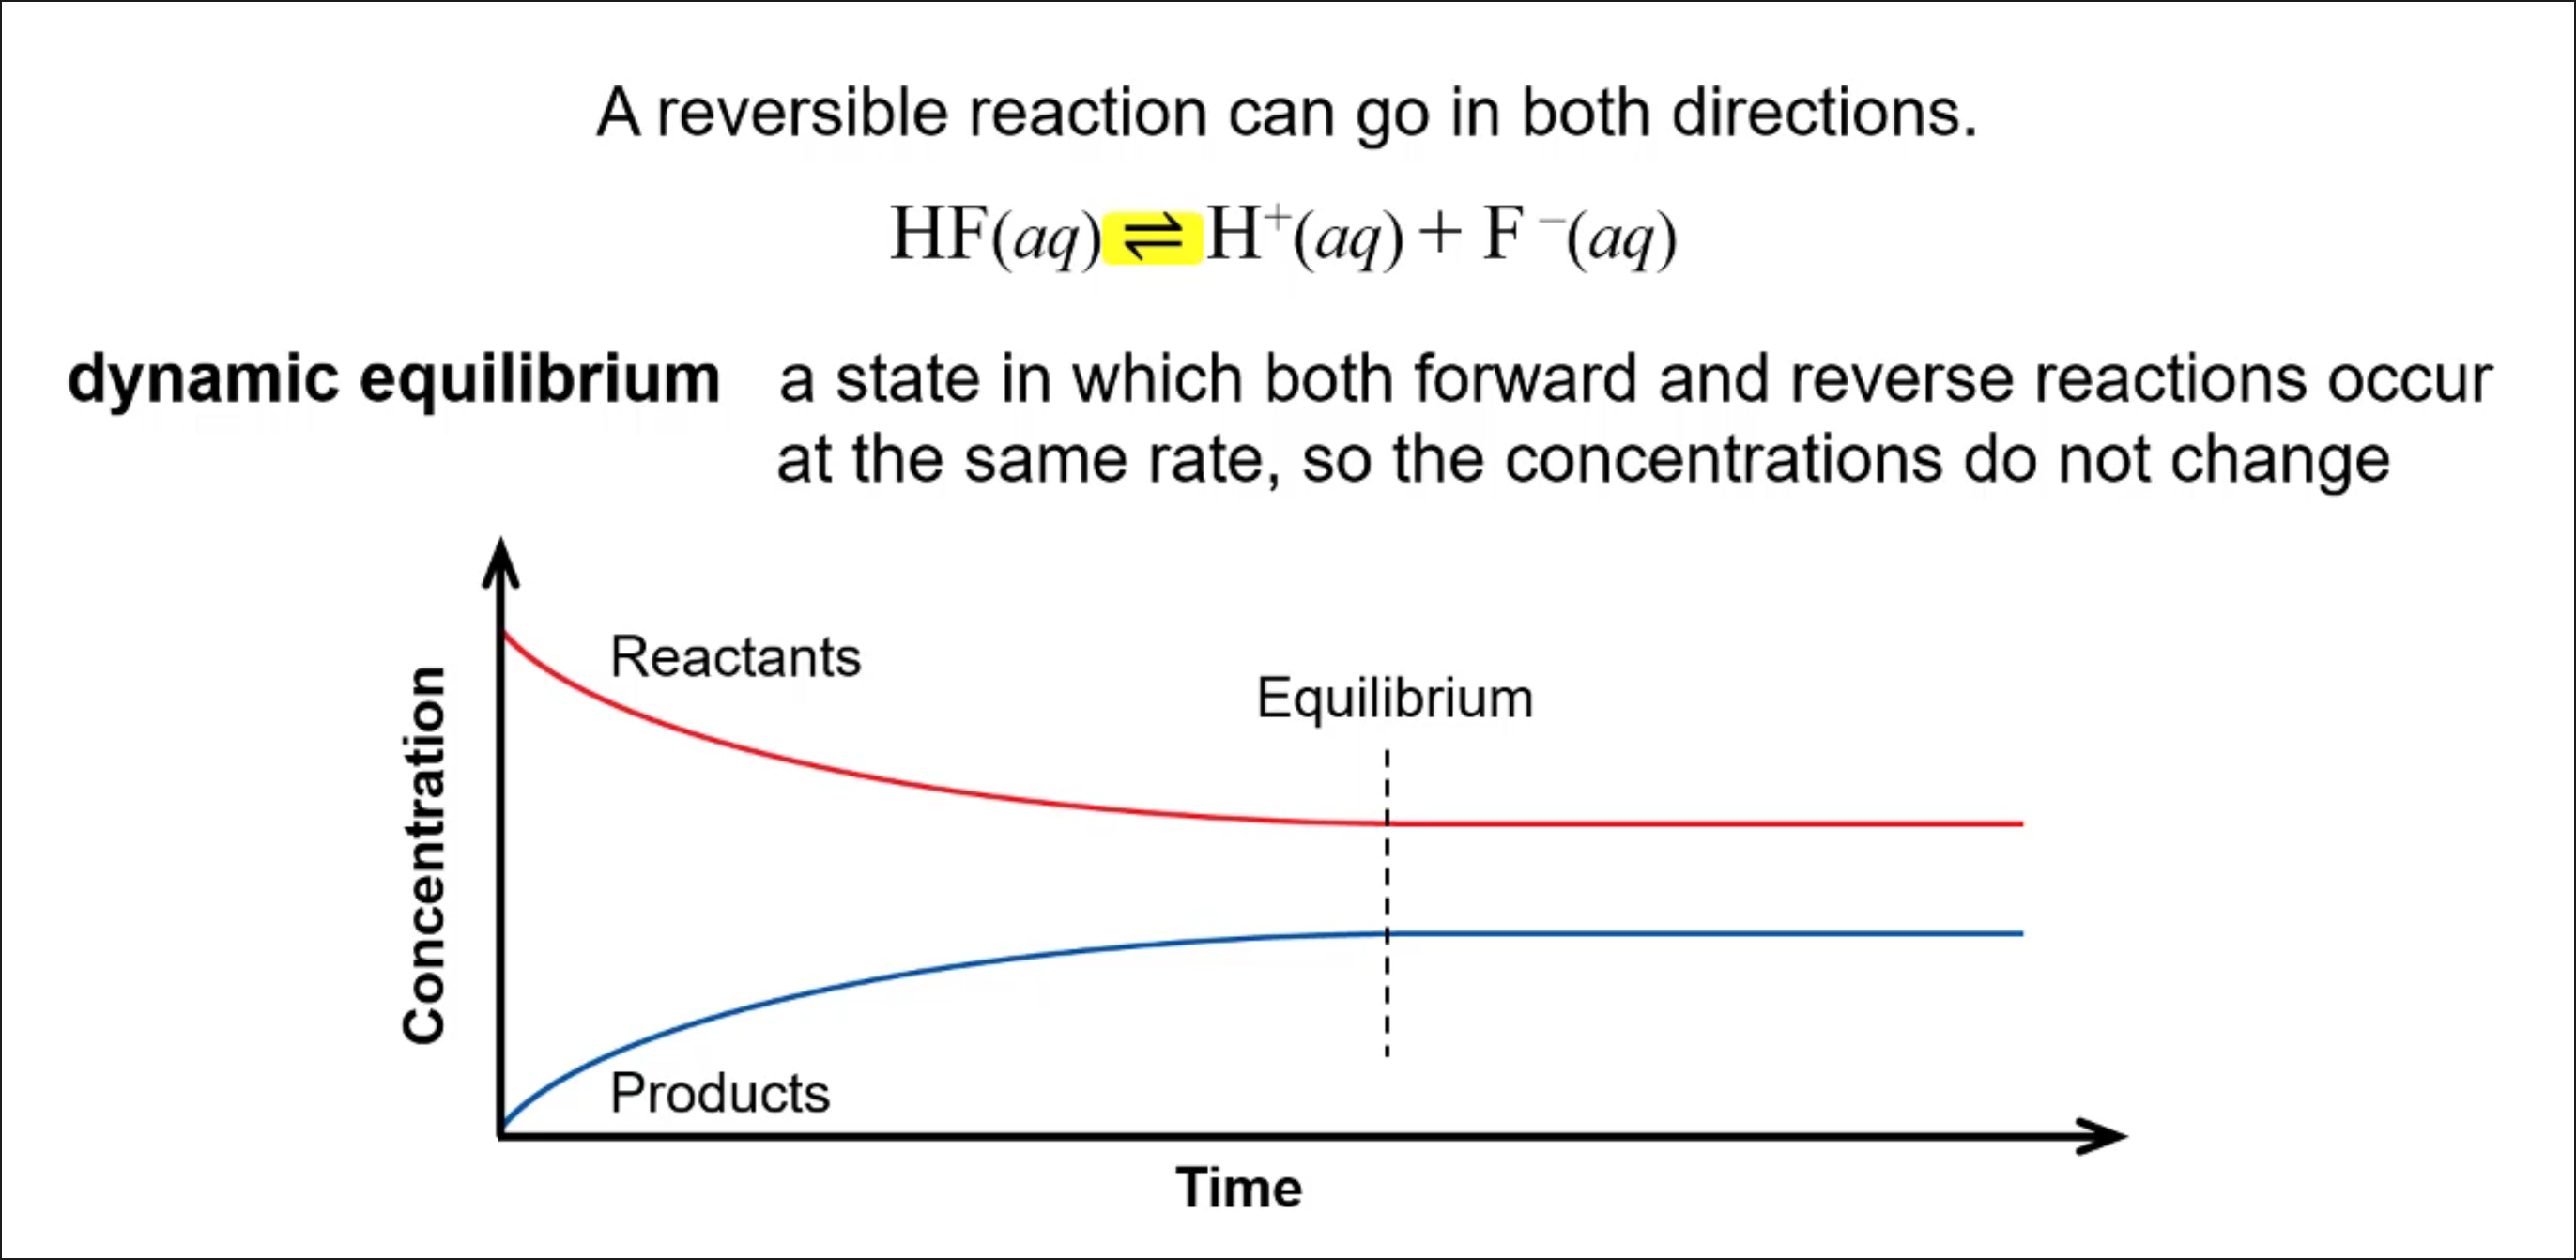 A reversible reaction can go in both directions.
HF(aq) ⇌ H⁺(aq) + F⁻(aq)
dynamic equilibrium a state in which both forward and reverse reactions occur
at the same rate, so the concentrations do not change
Reactants
Equilibrium
Concentration
Products
Time